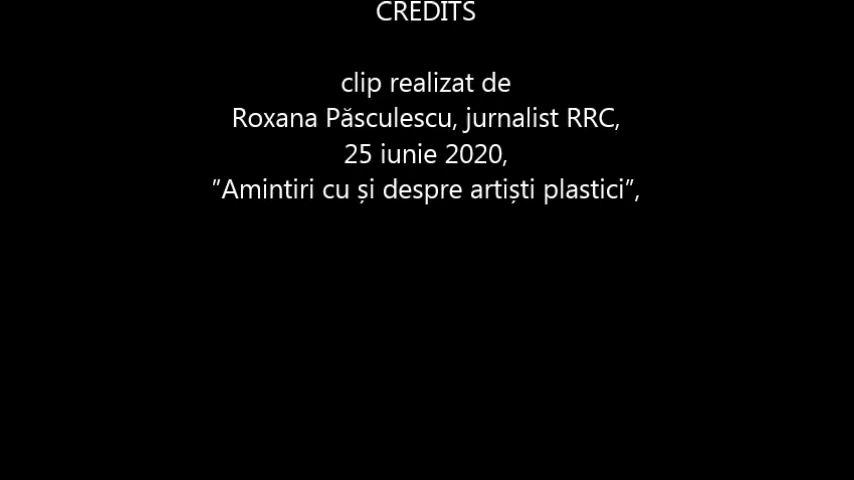 CREDITS
clip realizat de
Roxana Păsculescu, jurnalist RRC,
25 iunie 2020,
”Amintiri cu și despre artiști plastici”,